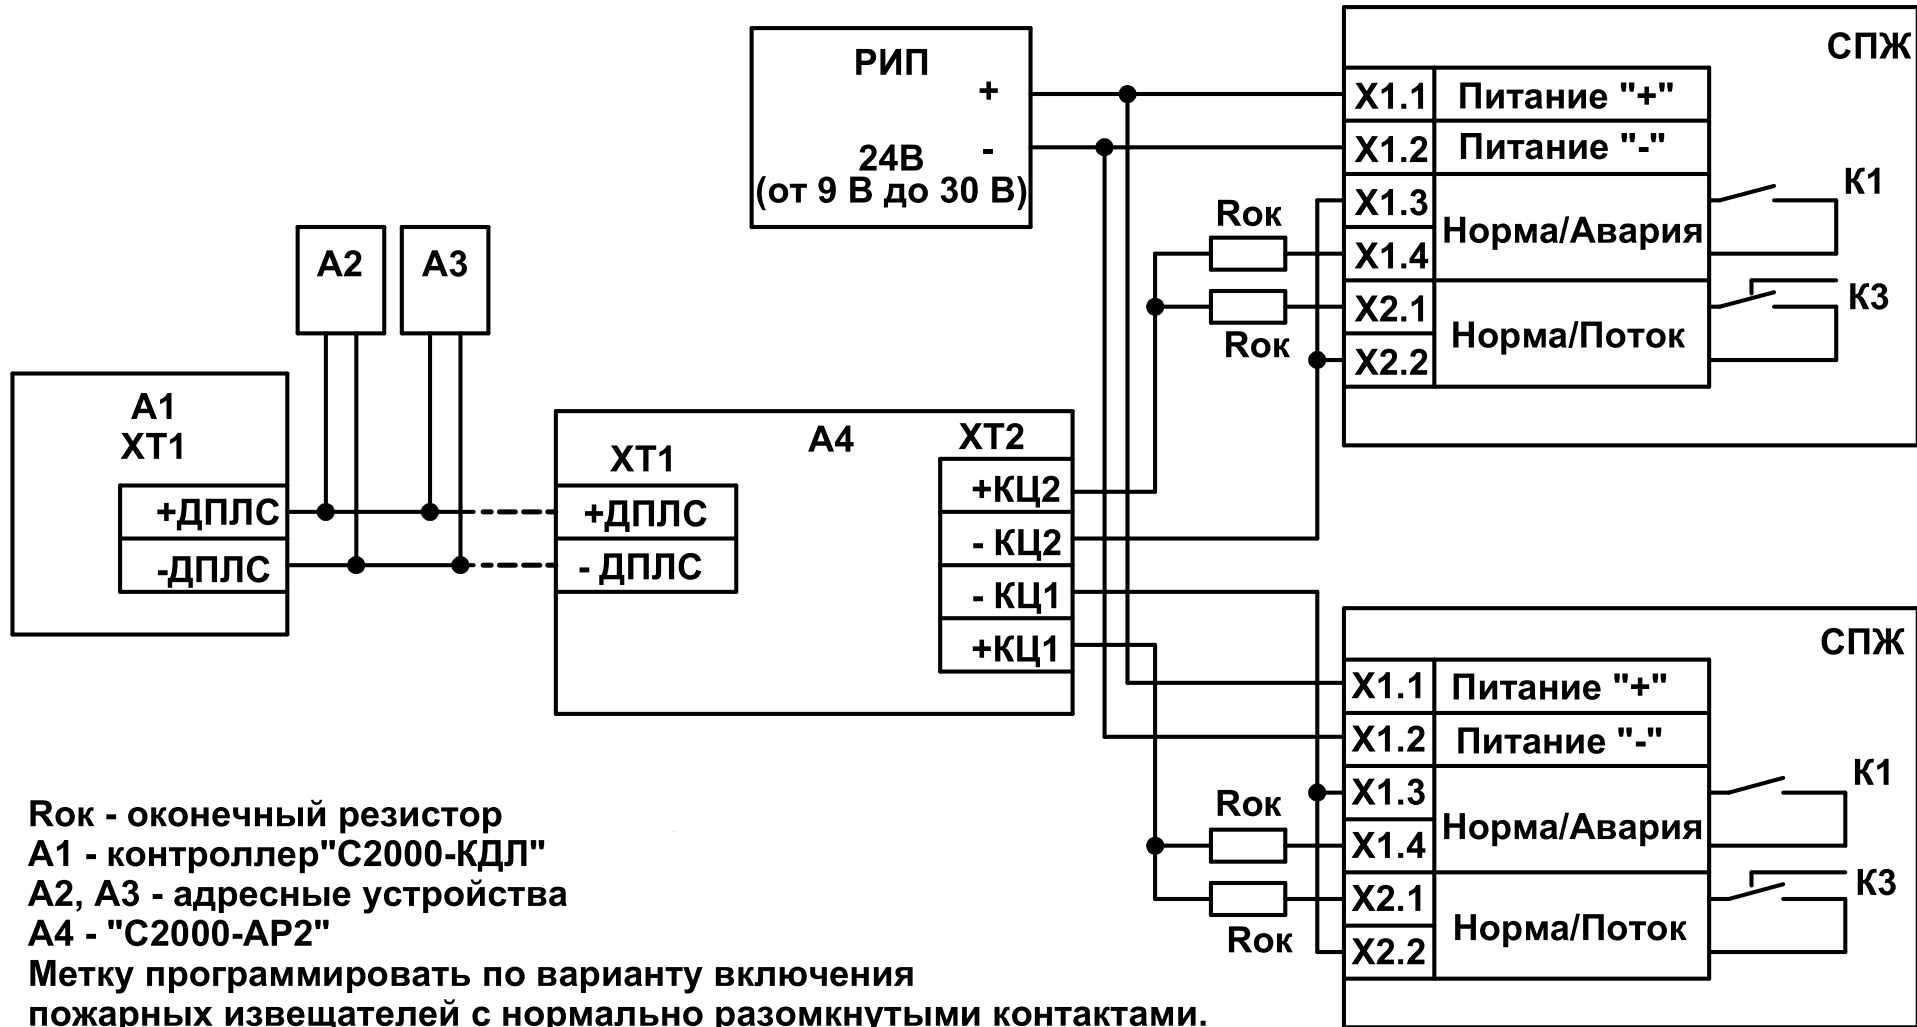 РИП
+
-
24В
(от 9 В до 30 В)
СПЖ
X1.1 Питание "+"
X1.2 Питание "-"
X1.3
Норма/Авария
X1.4
K1
X2.1
Норма/Поток
X2.2
K3
Rок
Rок
A2
A3
A1
XT1
+ДПЛС
-ДПЛС
A4
XT1
+ДПЛС
- ДПЛС
XT2
+КЦ2
- КЦ2
- КЦ1
+КЦ1
СПЖ
X1.1 Питание "+"
X1.2 Питание "-"
X1.3
Норма/Авария
X1.4
K1
X2.1
Норма/Поток
X2.2
K3
Rок
Rок
Rок - оконечный резистор
А1 - контроллер"С2000-КДЛ"
А2, А3 - адресные устройства
А4 - "С2000-АР2"
Метку программировать по варианту включения
пожарных извещателей с нормально разомкнутыми контактами.